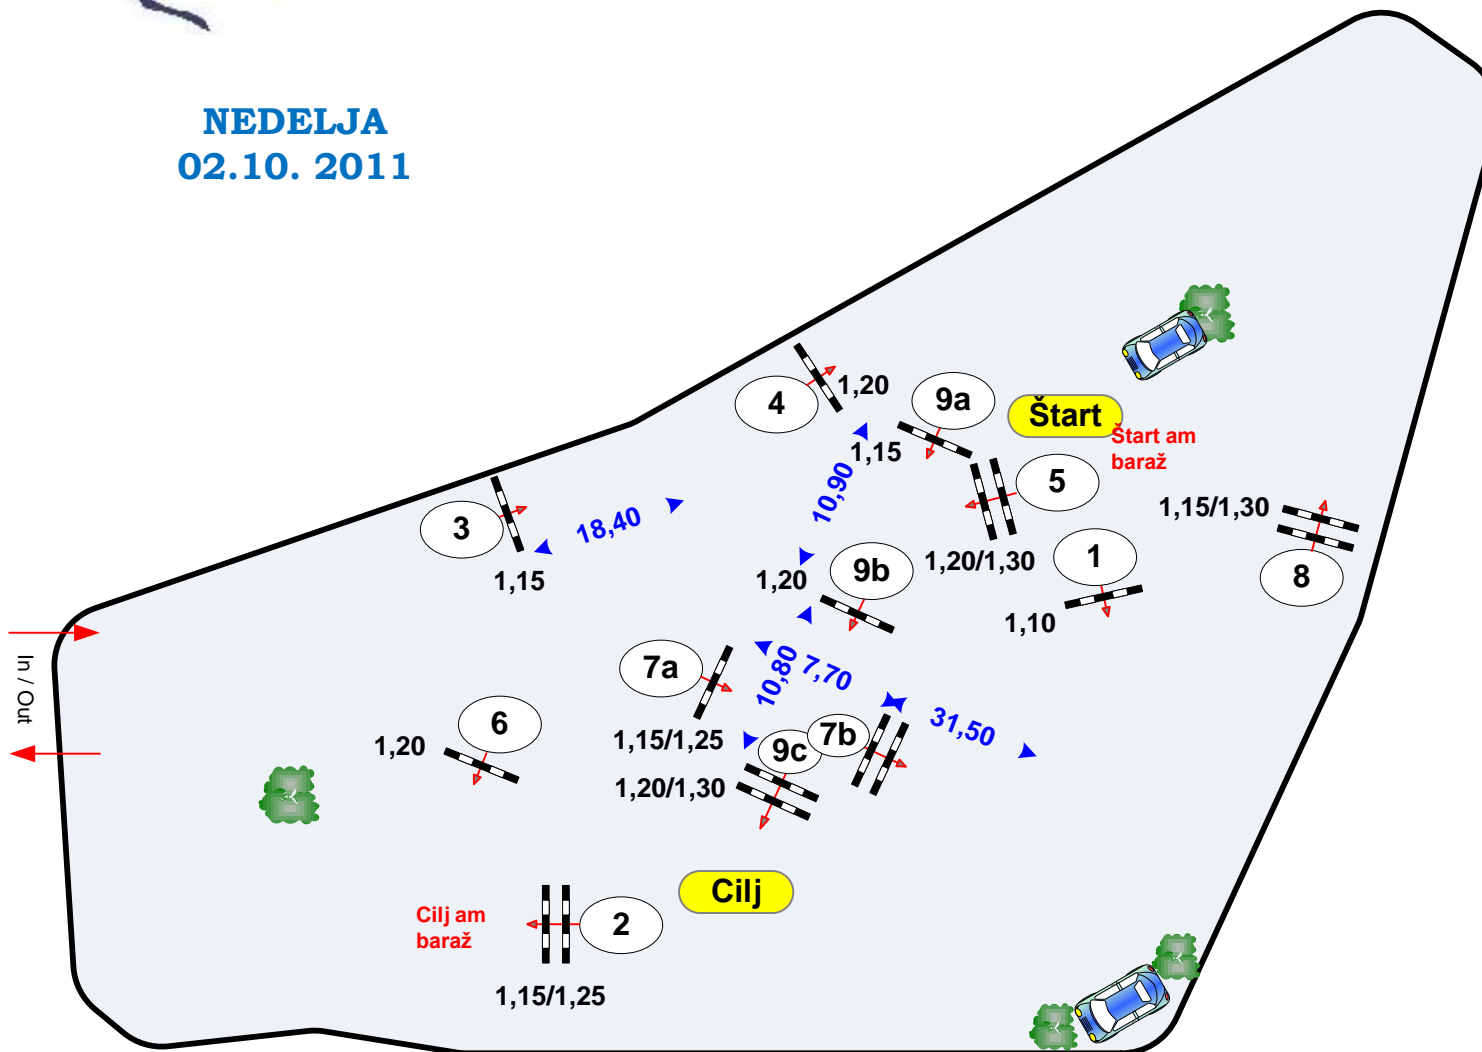 NEDELJA
02.10. 2011
4
1,20
9a
Štart
1,15
Štart am
baraž
5
3
18,40
10,90
1,15/1,30
1,15
1,20
9b
1,20/1,30
1
8
1,10
In / Out
7a
10,80
7,70
6
1,20
1,15/1,25
31,50
7b
9c
1,20/1,30
Cilj
Cilj am
baraž
2
1,15/1,25